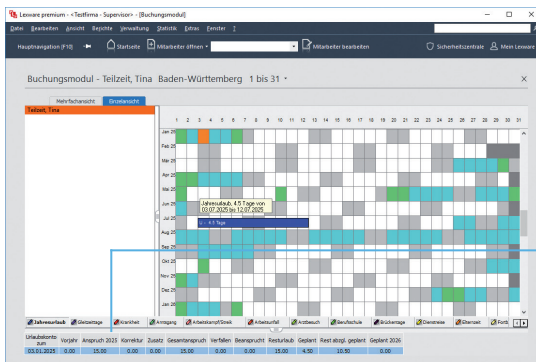 Lexware premium - <Testfirma - Supervisor> - [Buchungsmodul]
Datei Bearbeiten Ansicht Berichte Verwaltung Statistik Extras Fenster ?
Hauptnavigation (F10) Startseite Mitarbeiter öffnen Mitarbeiter bearbeiten Sicherheitszentrale Mein Lexware
Buchungsmodul - Teilzeit, Tina Baden-Württemberg 1 bis 31
Mehrfachansicht Einzelansicht
Teilzeit, Tina
1 2 3 4 5 6 7 8 9 10 11 12 13 14 15 16 17 18 19 20 21 22 23 24 25 26 27 28 29 30 31
Jan 25
Feb 25
Mär 25
Apr 25
Mai 25
Jun 25
Jahresurlaub, 4.5 Tage von
03.07.2025 bis 12.07.2025
Jul 25
4.5 Tage
Aug 25
Sep 25
Okt 25
Nov 25
Dez 25
Jan 26
Jahresurlaub Gleitzeittage Krankheit Arbeitskampf/Streik Arbeitsunfall Arztbesuch Berufsschule Brückentage Dienstreise Elternzeit
Urlaubskonto zum Vorjahr Anspruch 2025 Korrektur Zusatz Gesamtanspruch Verfallen Beansprucht Resturlaub Geplant Rest abzgl. geplant Geplant 2026
03.01.2025 0.00 15.00 0.00 0.00 15.00 0.00 0.00 15.00 4.50 10.50 0.00